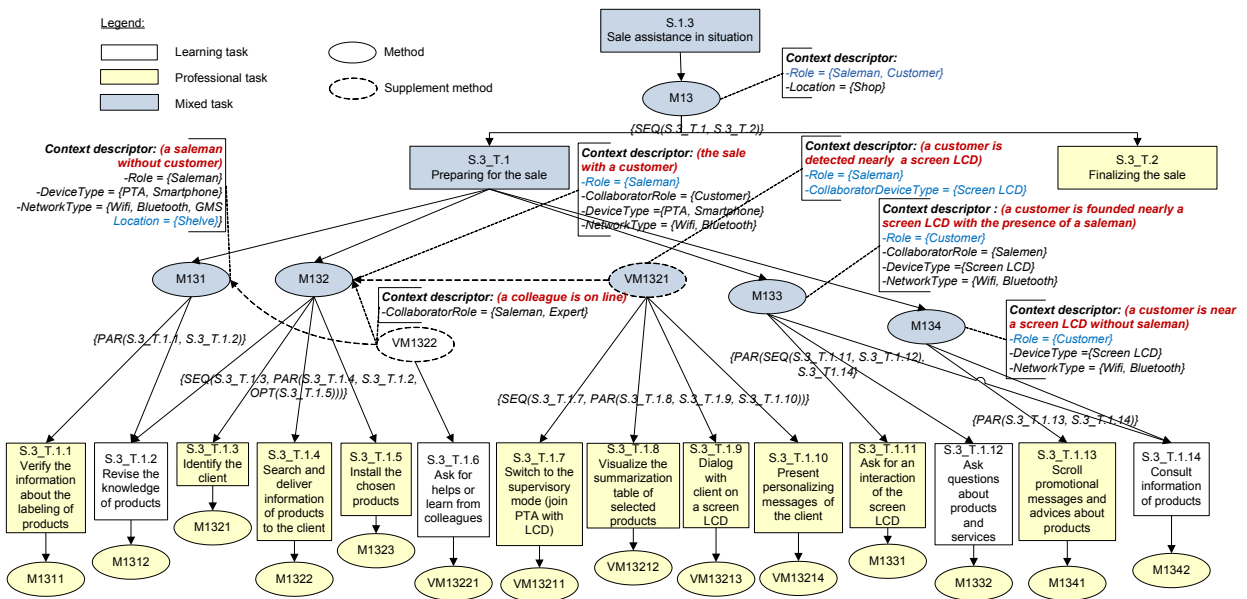 Legend:
Learning task
Professional task
Mixed task
Method
Supplement method
S.1.3
Sale assistance in situation
M13
Context descriptor:
-Role = {Saleman, Customer}
-Location = {Shop}
{SEQ(S.3_T.1, S.3_T.2)}
Context descriptor: (a saleman
without customer)
-Role = {Saleman}
-DeviceType = {PTA, Smartphone}
-NetworkType = {Wifi, Bluetooth, GMS
Location = {Shelve}}
S.3_T.1
Preparing for the sale
Context descriptor: (the sale
with a customer)
-Role = {Saleman}
-CollaboratorRole = {Customer}
-DeviceType ={PTA, Smartphone}
-NetworkType = {Wifi, Bluetooth}
Context descriptor: (a customer is
detected nearly a screen LCD)
-Role = {Saleman}
-CollaboratorDeviceType = {Screen LCD}
S.3_T.2
Finalizing the sale
Context descriptor : (a customer is founded nearly a
screen LCD with the presence of a saleman)
-Role = {Customer}
-CollaboratorRole = {Salemen}
-DeviceType ={Screen LCD}
-NetworkType = {Wifi, Bluetooth}
M131
M132
VM1321
M133
M134
Context descriptor: (a colleague is on line)
-CollaboratorRole = {Saleman, Expert}
VM1322
Context descriptor: (a customer is near
a screen LCD without saleman)
-Role = {Customer}
-DeviceType ={Screen LCD}
-NetworkType = {Wifi, Bluetooth}
{PAR(S.3_T.1.1, S.3_T.1.2)}
{SEQ(S.3_T.1.3, PAR(S.3_T.1.4, S.3_T.1.2,
OPT(S.3_T.1.5)))}
{SEQ(S.3_T.1.7, PAR(S.3_T.1.8, S.3_T.1.9, S.3_T.1.10))}
{PAR(SEQ(S.3_T.1.11, S.3_T.1.12),
S.3_T1.14}
{PAR(S.3_T.1.13, S.3_T.1.14)}
S.3_T.1.1
Verify the
information
about the
labeling of
products
S.3_T.1.2
Revise the
knowledge
of products
S.3_T.1.3
Identify the
client
S.3_T.1.4
Search and
deliver
information
of products
to the client
S.3_T.1.5
Install the
chosen
products
S.3_T.1.6
Ask for
helps or
learn from
colleagues
S.3_T.1.7
Switch to the
supervisory
mode (join
PTA with
LCD)
S.3_T.1.8
Visualize the
summarization
table of
selected
products
S.3_T.1.9
Dialog
with
client on
a screen
LCD
S.3_T.1.10
Present
personalizing
messages of
the client
S.3_T.1.11
Ask for an
interaction
of the
screen
LCD
S.3_T.1.12
Ask
questions
about
products
and
services
S.3_T.1.13
Scroll
promotional
messages and
advices about
products
S.3_T.1.14
Consult
information
of products
M1311
M1312
M1321
M1322
M1323
VM13221
VM13211
VM13212
VM13213
VM13214
M1331
M1332
M1341
M1342